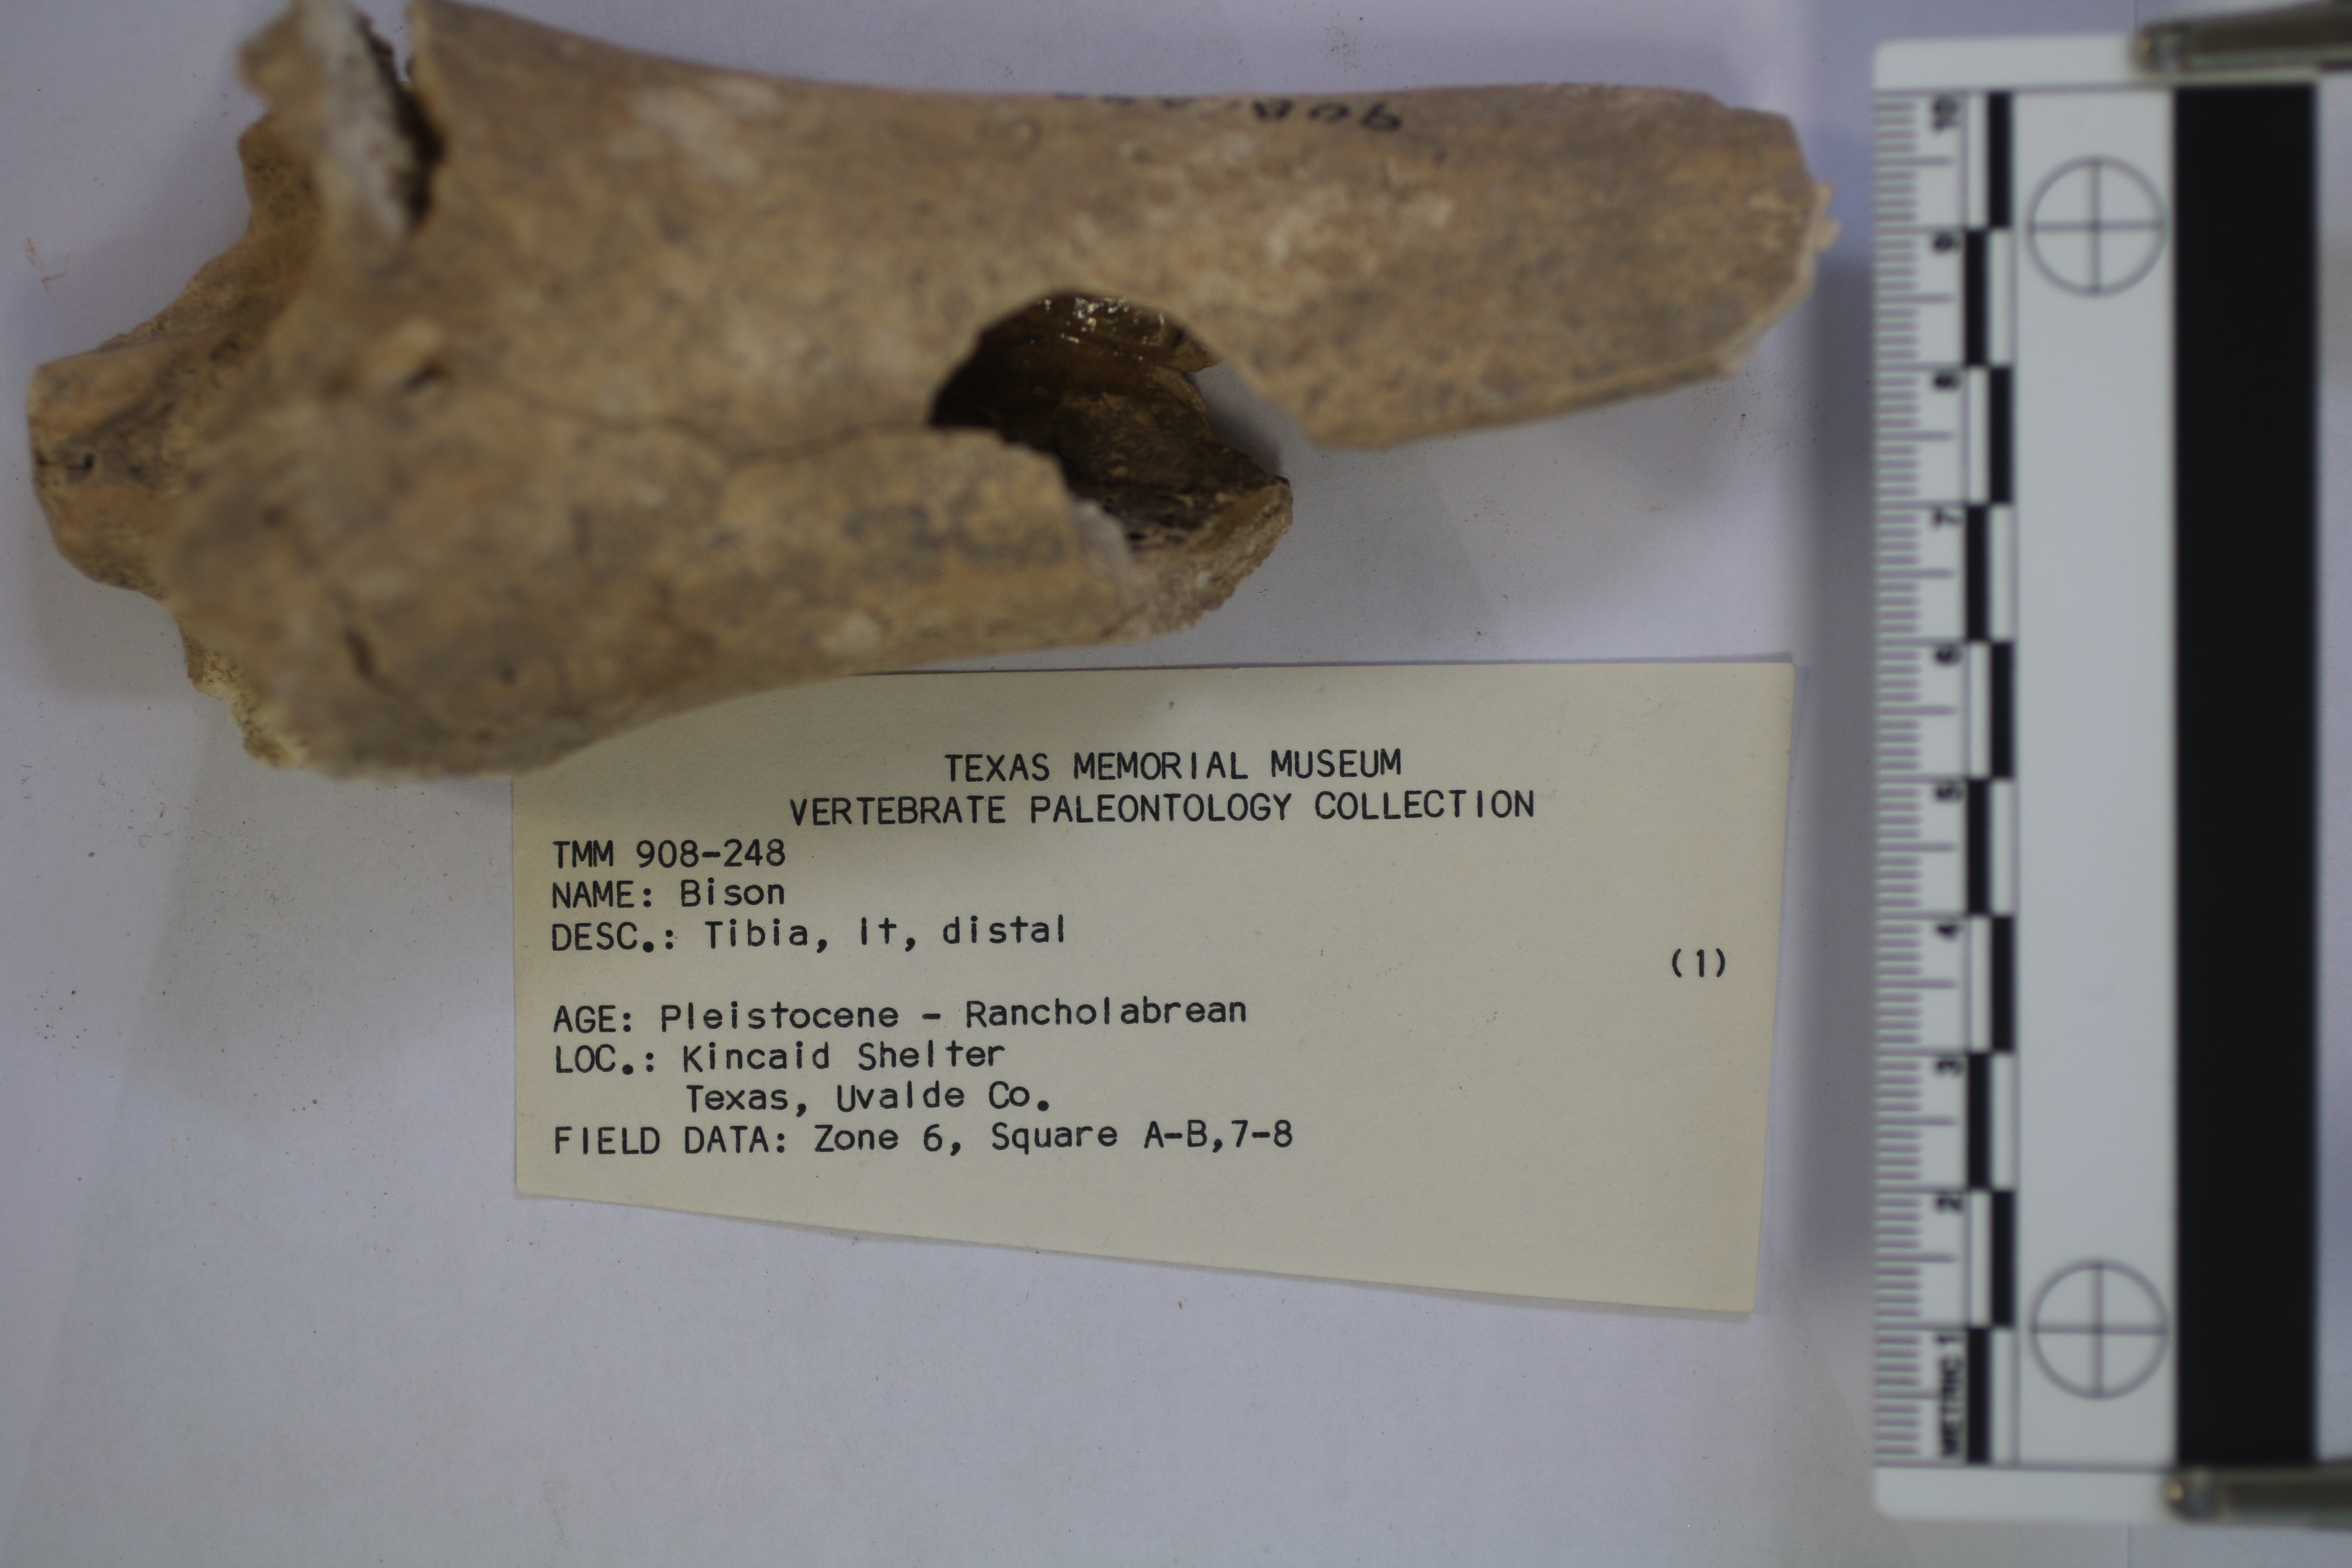 TEXAS MEMORIAL MUSEUM
VERTEBRATE PALEONTOLOGY COLLECTION
TMM 908-248
NAME: Bison
DESC.: Tibia, lt, distal
(1)
AGE: Pleistocene - Rancholabrean
LOC.: Kincaid Shelter
Texas, Uvalde Co.
FIELD DATA: Zone 6, Square A-B,7-8
10
9
8
7
6
5
4
3
2
METRIC 1